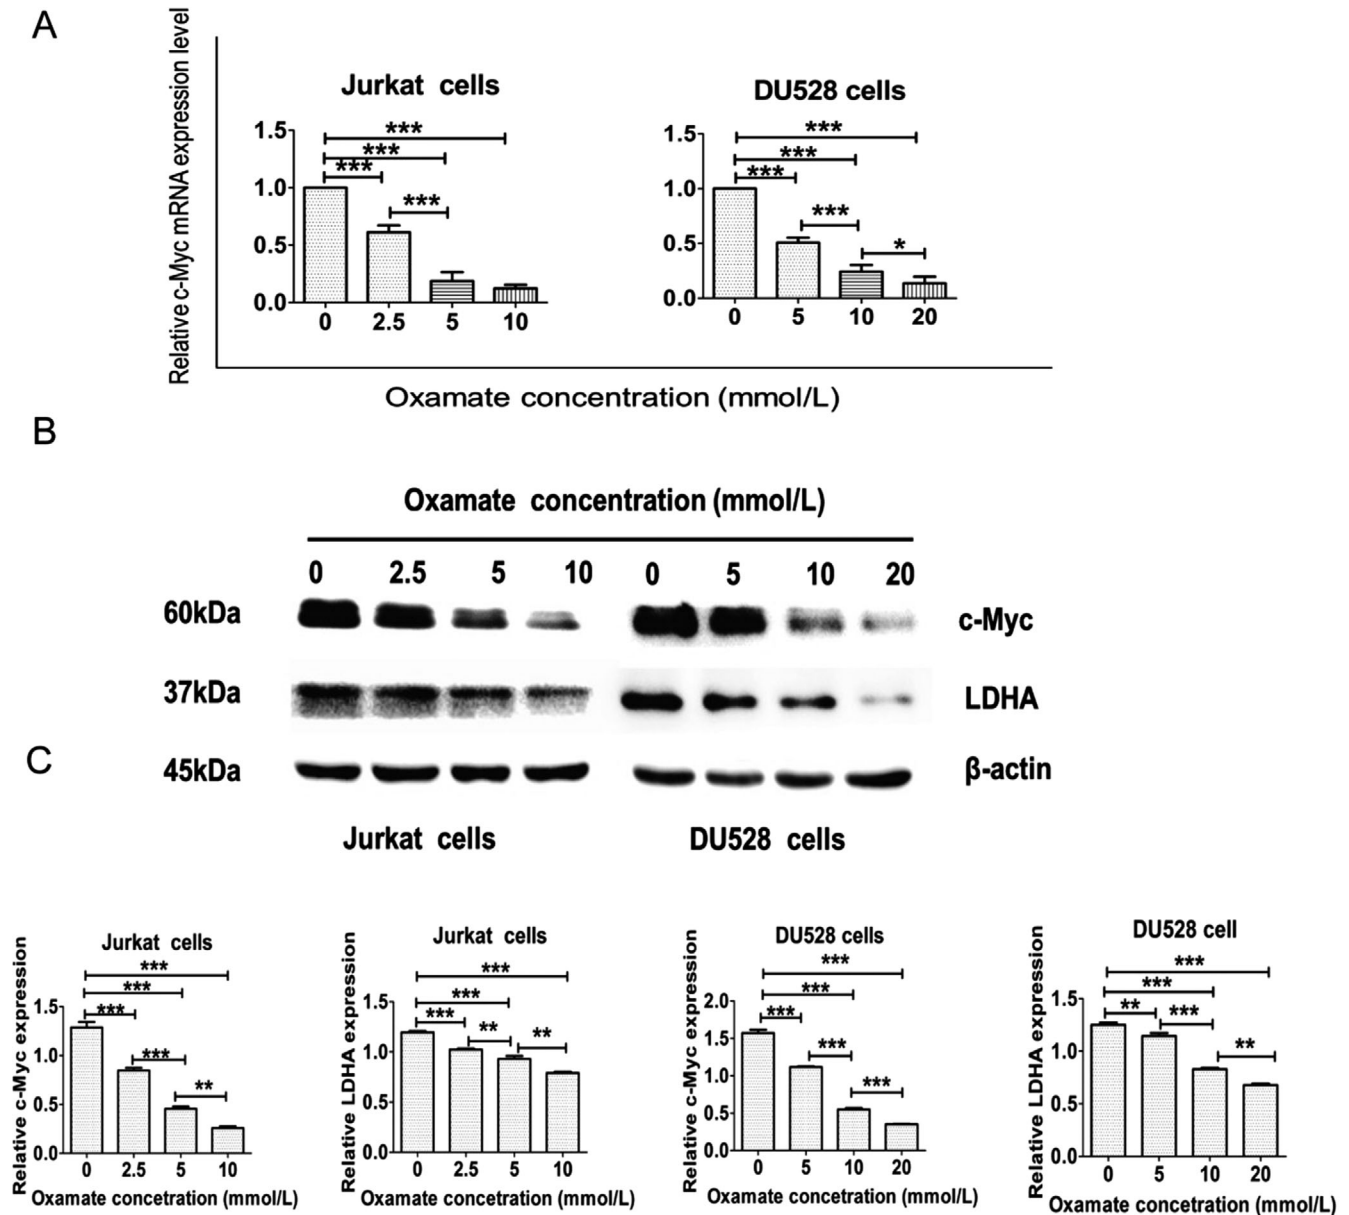 A
Relative c-Myc mRNA expression level
Jurkat cells
1.5
1.0
0.5
0.0
***
***
***
***
0 2.5 5 10
DU528 cells
1.5
1.0
0.5
0.0
***
***
***
***
*
0 5 10 20
Oxamate concentration (mmol/L)
B
Oxamate concentration (mmol/L)
0 2.5 5 10 0 5 10 20
60kDa c-Myc
37kDa LDHA
45kDa β-actin
Jurkat cells DU528 cells
C
Relative c-Myc expression
Jurkat cells
1.5
1.0
0.5
0.0
***
***
***
***
**
0 2.5 5 10
Oxamate concetration (mmol/L)
Relative LDHA expression
Jurkat cells
1.5
1.0
0.5
0.0
***
***
***
**
**
0 2.5 5 10
Oxamate concetration (mmol/L)
Relative c-Myc expression
DU528 cells
2.0
1.5
1.0
0.5
0.0
***
***
***
***
***
0 5 10 20
Oxamate concetration (mmol/L)
Relative LDHA expression
DU528 cell
1.5
1.0
0.5
0.0
***
***
**
***
**
0 5 10 20
Oxamate concetration (mmol/L)